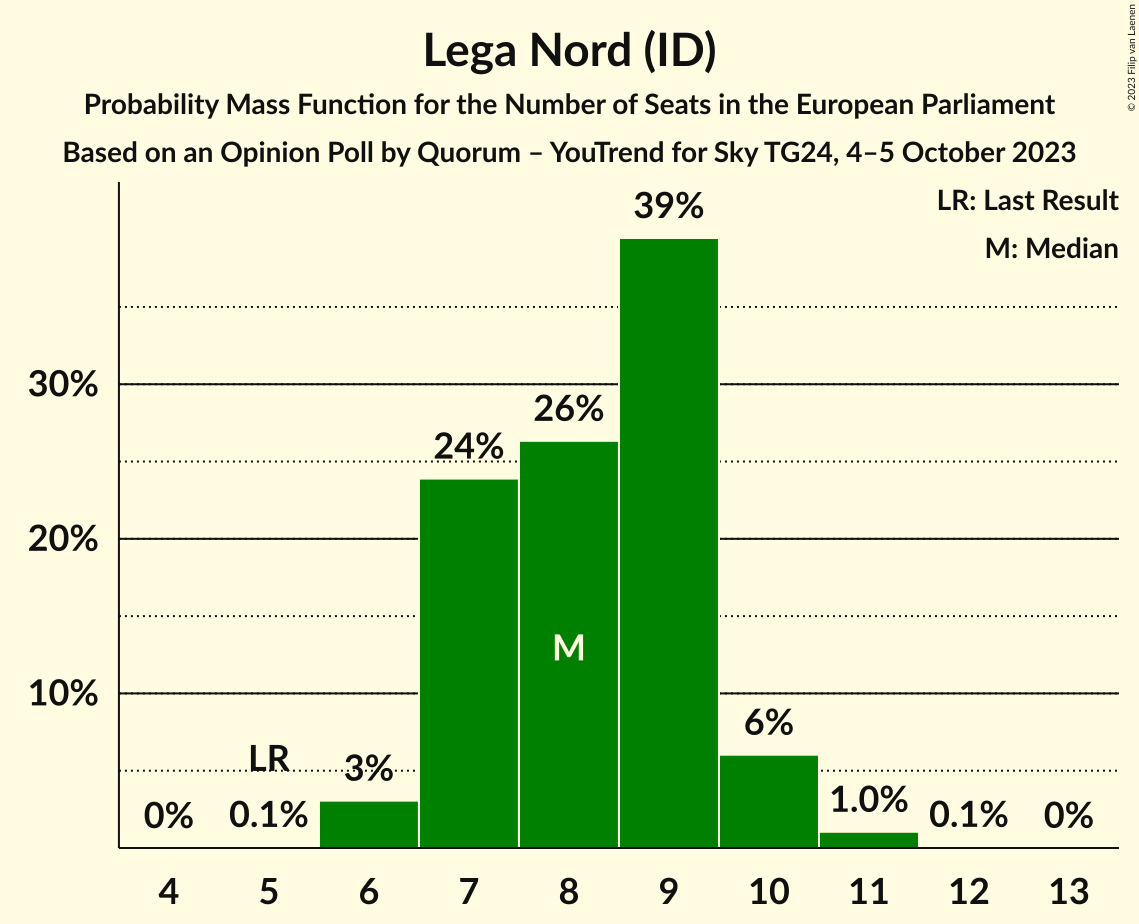 Lega Nord (ID)
Probability Mass Function for the Number of Seats in the European Parliament
Based on an Opinion Poll by Quorum – YouTrend for Sky TG24, 4–5 October 2023
© 2023 Filip van Laenen
LR: Last Result
M: Median
39%
30%
26%
24%
20%
M
10%
6%
LR
3%
1.0%
0%
0.1%
0.1%
0%
4 5 6 7 8 9 10 11 12 13